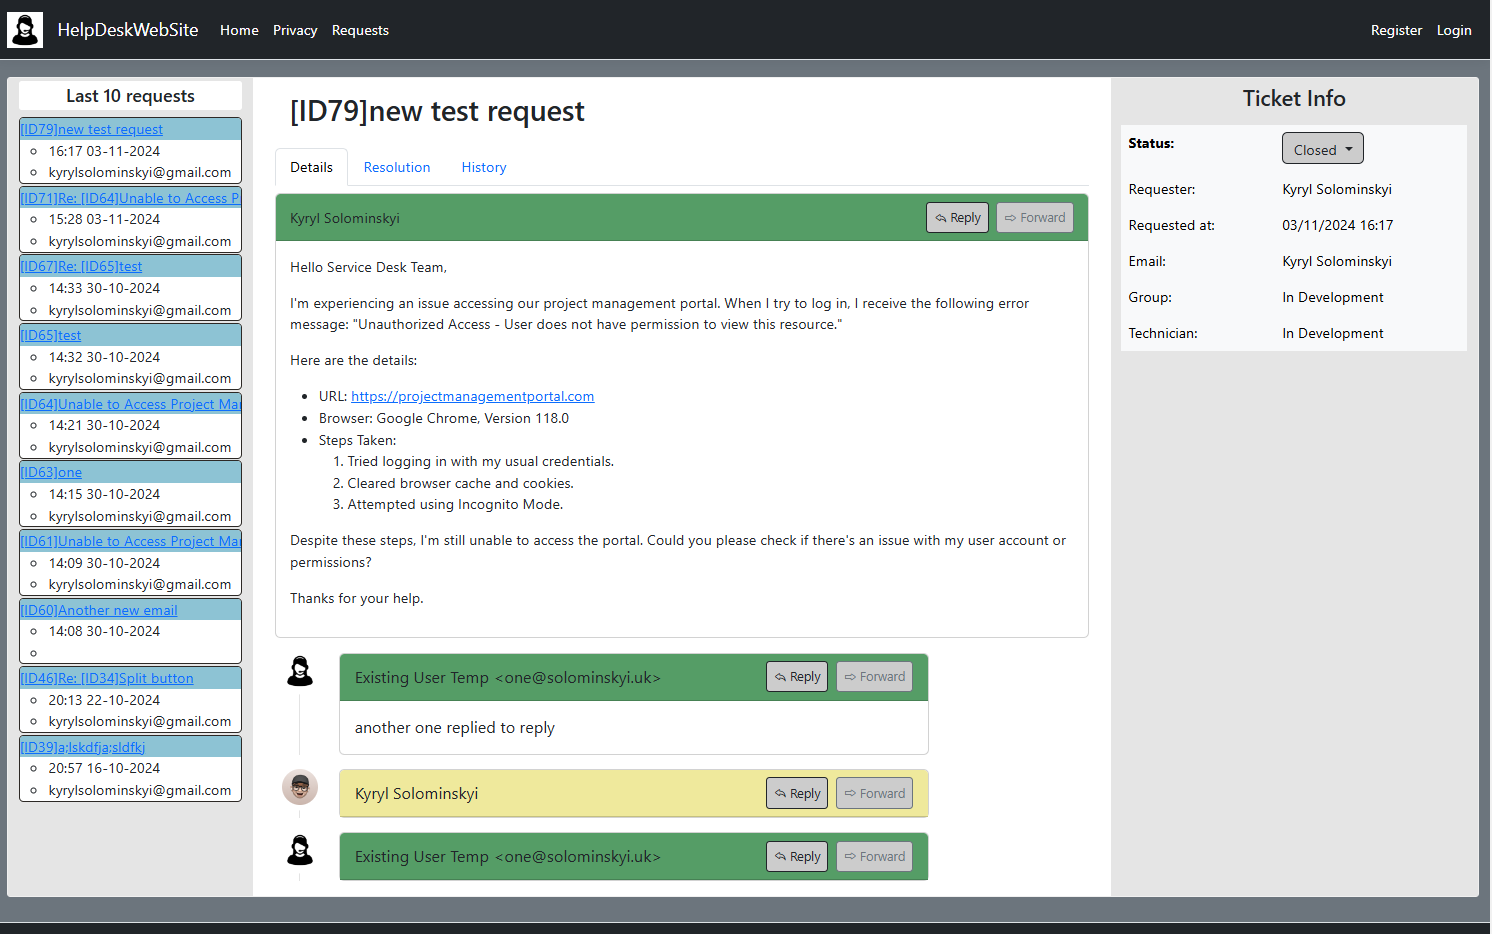 HelpDeskWebSite Home Privacy Requests Register Login
Last 10 requests
[ID79]new test request
16:17 03-11-2024
kyrylsolominskyi@gmail.com
[ID71]Re: [ID64]Unable to Access P
15:28 03-11-2024
kyrylsolominskyi@gmail.com
[ID67]Re: [ID65]test
14:33 30-10-2024
kyrylsolominskyi@gmail.com
[ID65]test
14:32 30-10-2024
kyrylsolominskyi@gmail.com
[ID64]Unable to Access Project Mar
14:21 30-10-2024
kyrylsolominskyi@gmail.com
[ID63]one
14:15 30-10-2024
kyrylsolominskyi@gmail.com
[ID61]Unable to Access Project Mar
14:09 30-10-2024
kyrylsolominskyi@gmail.com
[ID60]Another new email
14:08 30-10-2024
[ID46]Re: [ID34]Split button
20:13 22-10-2024
kyrylsolominskyi@gmail.com
[ID39]a;lskdfja;sldfkj
20:57 16-10-2024
kyrylsolominskyi@gmail.com
[ID79]new test request
Details Resolution History
Kyryl Solominskyi Reply Forward
Hello Service Desk Team,
I'm experiencing an issue accessing our project management portal. When I try to log in, I receive the following error
message: "Unauthorized Access - User does not have permission to view this resource."
Here are the details:
URL: https://projectmanagementportal.com
Browser: Google Chrome, Version 118.0
Steps Taken:
1. Tried logging in with my usual credentials.
2. Cleared browser cache and cookies.
3. Attempted using Incognito Mode.
Despite these steps, I'm still unable to access the portal. Could you please check if there's an issue with my user account or
permissions?
Thanks for your help.
Existing User Temp <one@solominskyi.uk> Reply Forward
another one replied to reply
Kyryl Solominskyi Reply Forward
Existing User Temp <one@solominskyi.uk> Reply Forward
Ticket Info
Status: Closed
Requester: Kyryl Solominskyi
Requested at: 03/11/2024 16:17
Email: Kyryl Solominskyi
Group: In Development
Technician: In Development